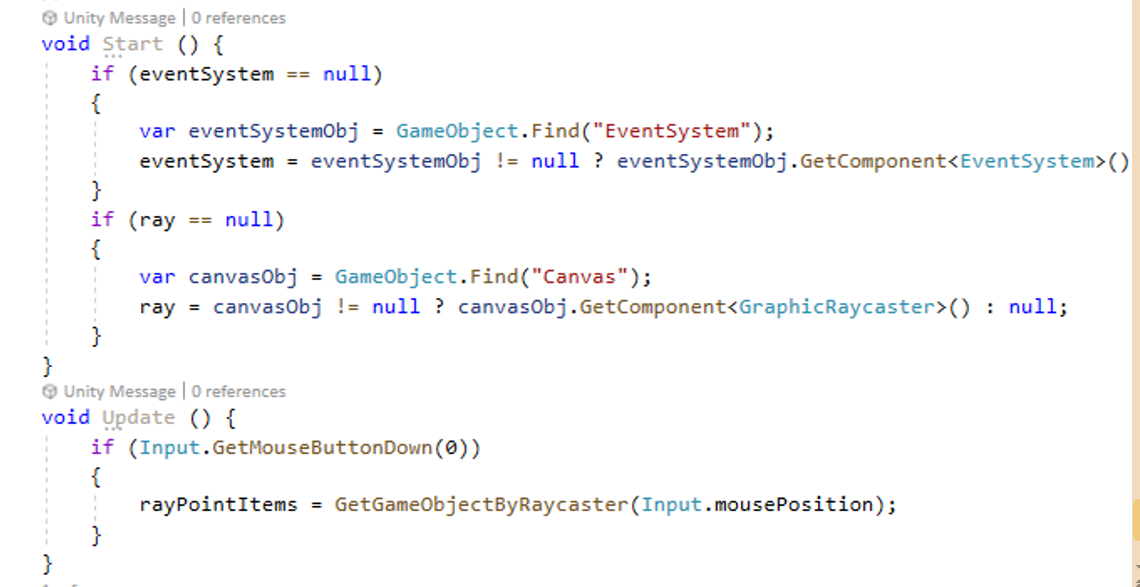 Unity Message | 0 references
void Start () {
if (eventSystem == null)
{
var eventSystemObj = GameObject.Find("EventSystem");
eventSystem = eventSystemObj != null ? eventSystemObj.GetComponent<EventSystem>()
}
if (ray == null)
{
var canvasObj = GameObject.Find("Canvas");
ray = canvasObj != null ? canvasObj.GetComponent<GraphicRaycaster>() : null;
}
}
Unity Message | 0 references
void Update () {
if (Input.GetMouseButtonDown(0))
{
rayPointItems = GetGameObjectByRaycaster(Input.mousePosition);
}
}